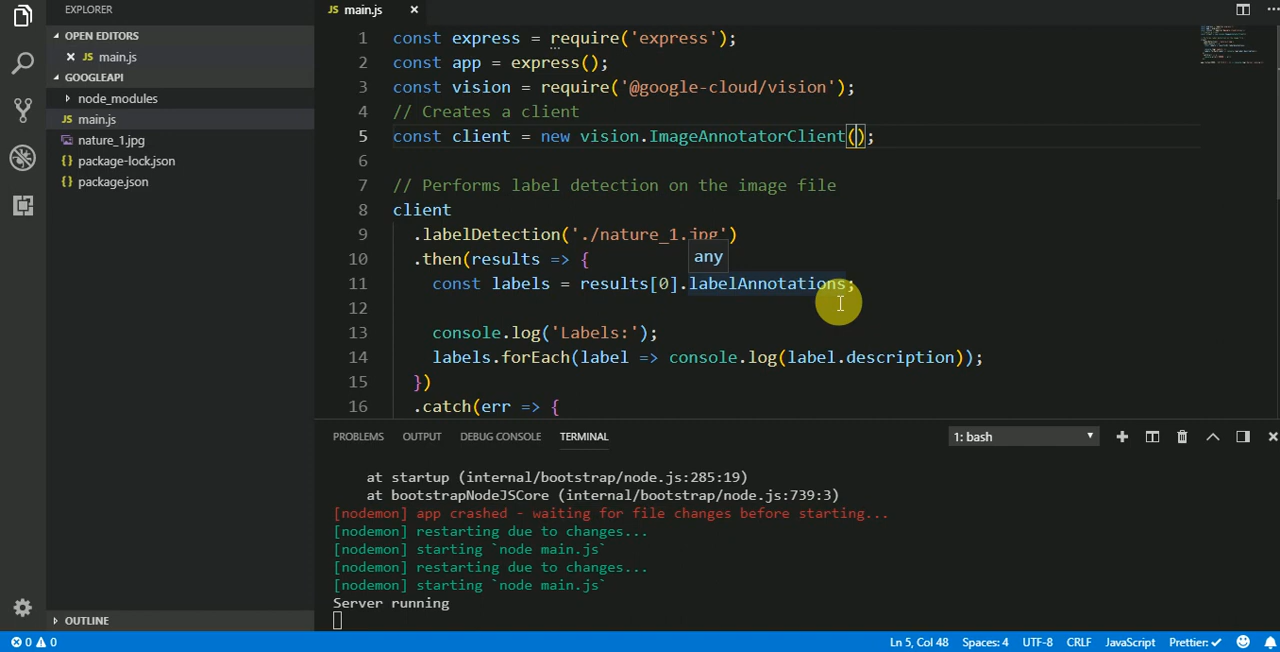 EXPLORER
OPEN EDITORS
JS main.js
GOOGLEAPI
node_modules
JS main.js
nature_1.jpg
{} package-lock.json
{} package.json
OUTLINE
JS main.js
1 const express = require('express');
2 const app = express();
3 const vision = require('@google-cloud/vision');
4 // Creates a client
5 const client = new vision.ImageAnnotatorClient();
6
7 // Performs label detection on the image file
8 client
9 .labelDetection('./nature_1.jpg')
10 .then(results => {
any
11 const labels = results[0].labelAnnotations;
12
13 console.log('Labels:');
14 labels.forEach(label => console.log(label.description));
15 })
16 .catch(err => {
PROBLEMS OUTPUT DEBUG CONSOLE TERMINAL 1: bash
at startup (internal/bootstrap/node.js:285:19)
at bootstrapNodeJSCore (internal/bootstrap/node.js:739:3)
[nodemon] app crashed - waiting for file changes before starting...
[nodemon] restarting due to changes...
[nodemon] starting `node main.js`
[nodemon] restarting due to changes...
[nodemon] starting `node main.js`
Server running
0 0 Ln 5, Col 48 Spaces: 4 UTF-8 CRLF JavaScript Prettier: ✓